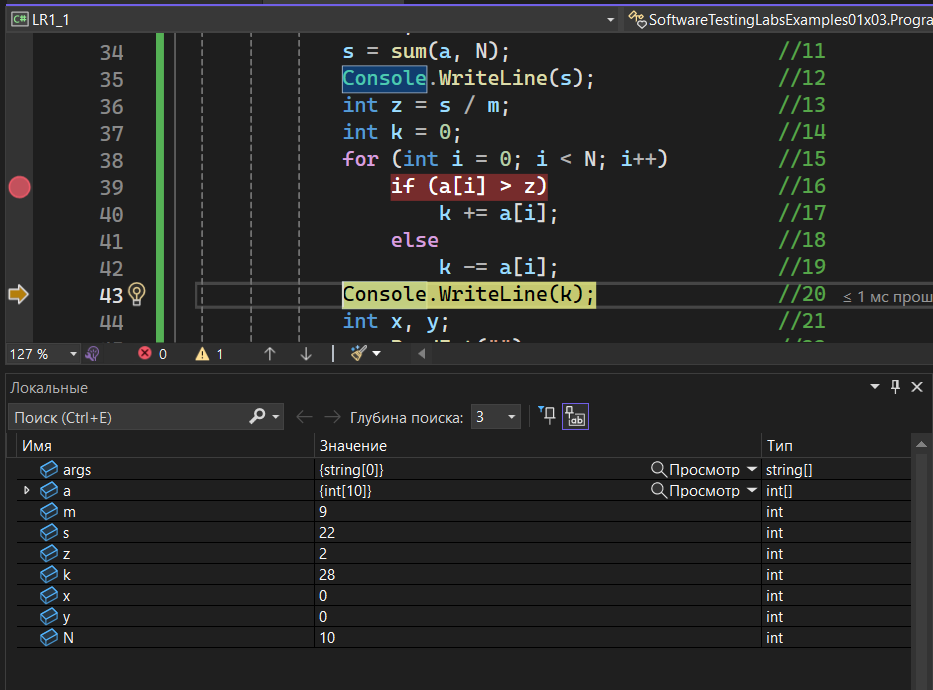 C# LR1_1 SoftwareTestingLabsExamples01x03.Progra
34 s = sum(a, N); //11
35 Console.WriteLine(s); //12
36 int z = s / m; //13
37 int k = 0; //14
38 for (int i = 0; i < N; i++) //15
39 if (a[i] > z) //16
40 k += a[i]; //17
41 else //18
42 k -= a[i]; //19
43 Console.WriteLine(k); //20 ≤ 1 мс прош
44 int x, y; //21
127 % 0 1
Локальные
Поиск (Ctrl+E) Глубина поиска: 3
Имя Значение Тип
args {string[0]} Просмотр string[]
a {int[10]} Просмотр int[]
m 9 int
s 22 int
z 2 int
k 28 int
x 0 int
y 0 int
N 10 int